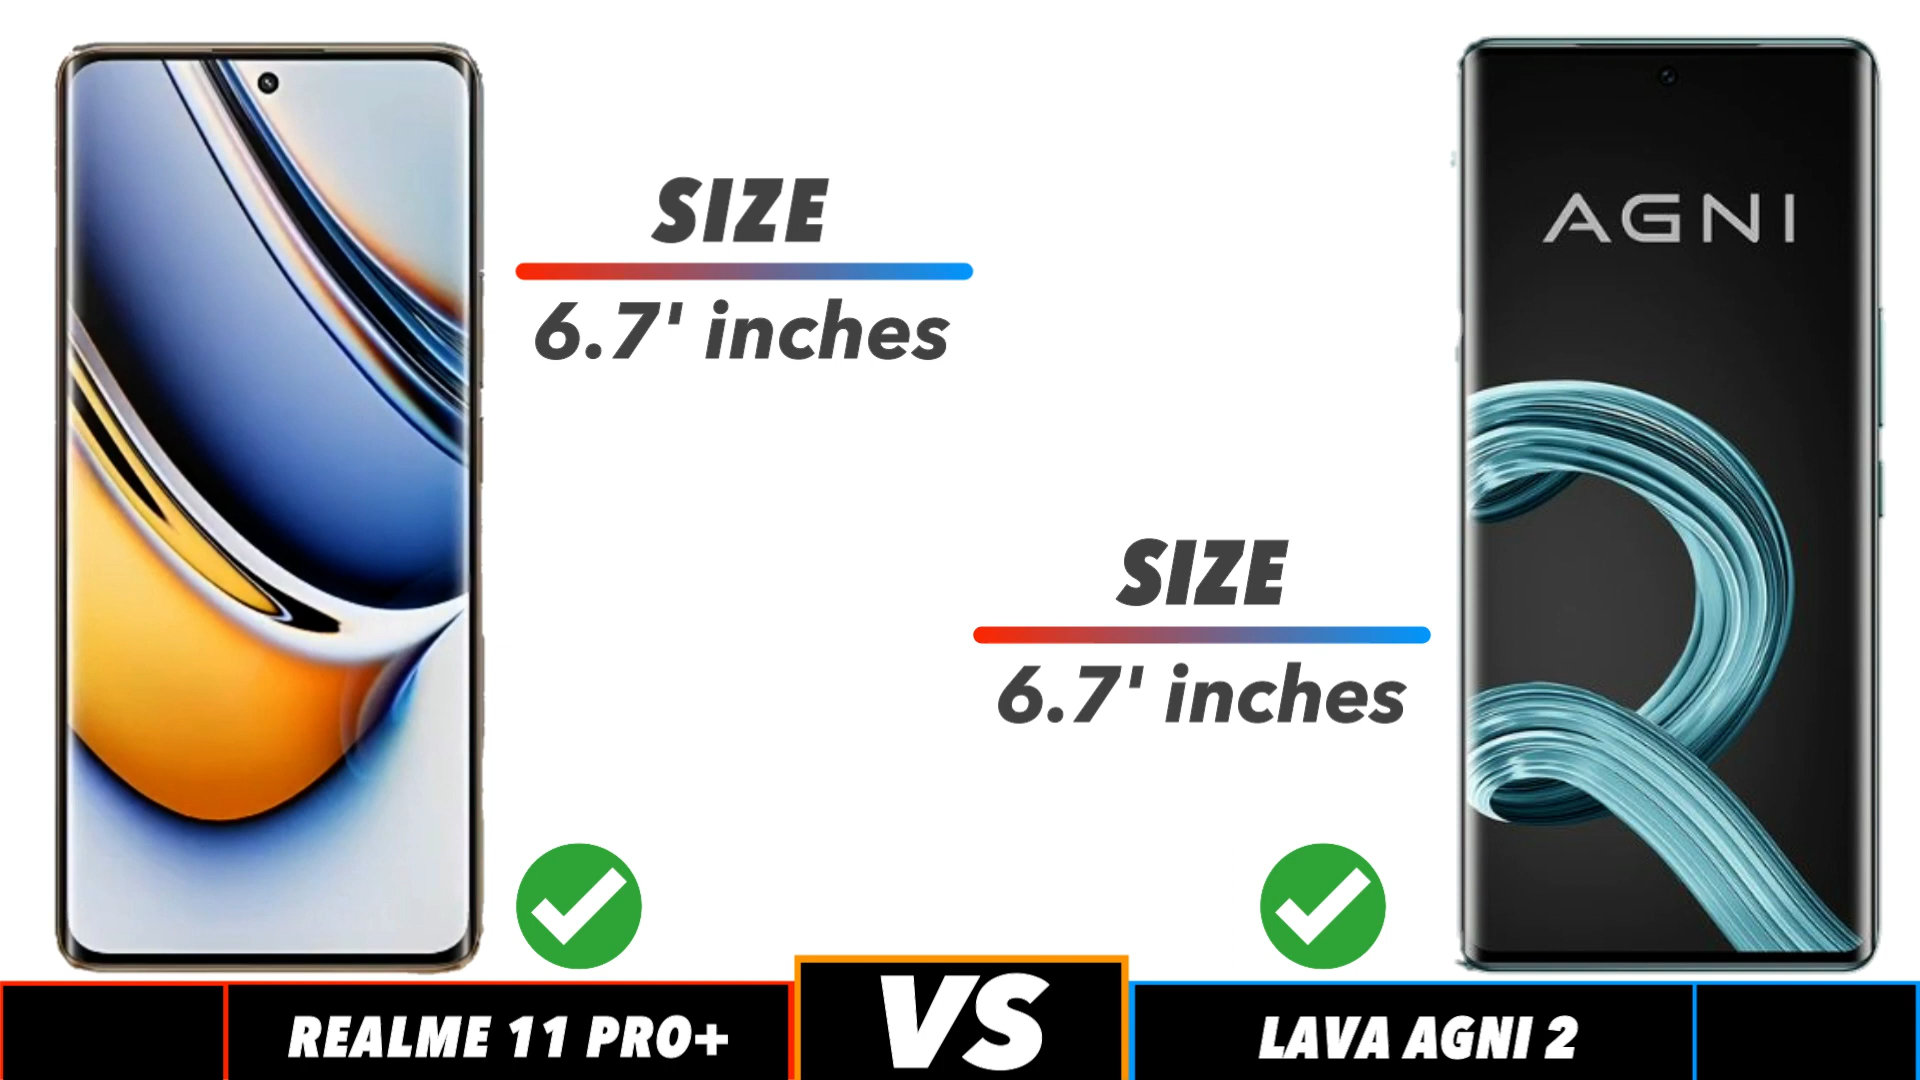 SIZE
6.7' inches
AGNI
SIZE
6.7' inches
REALME 11 PRO+
VS
LAVA AGNI 2